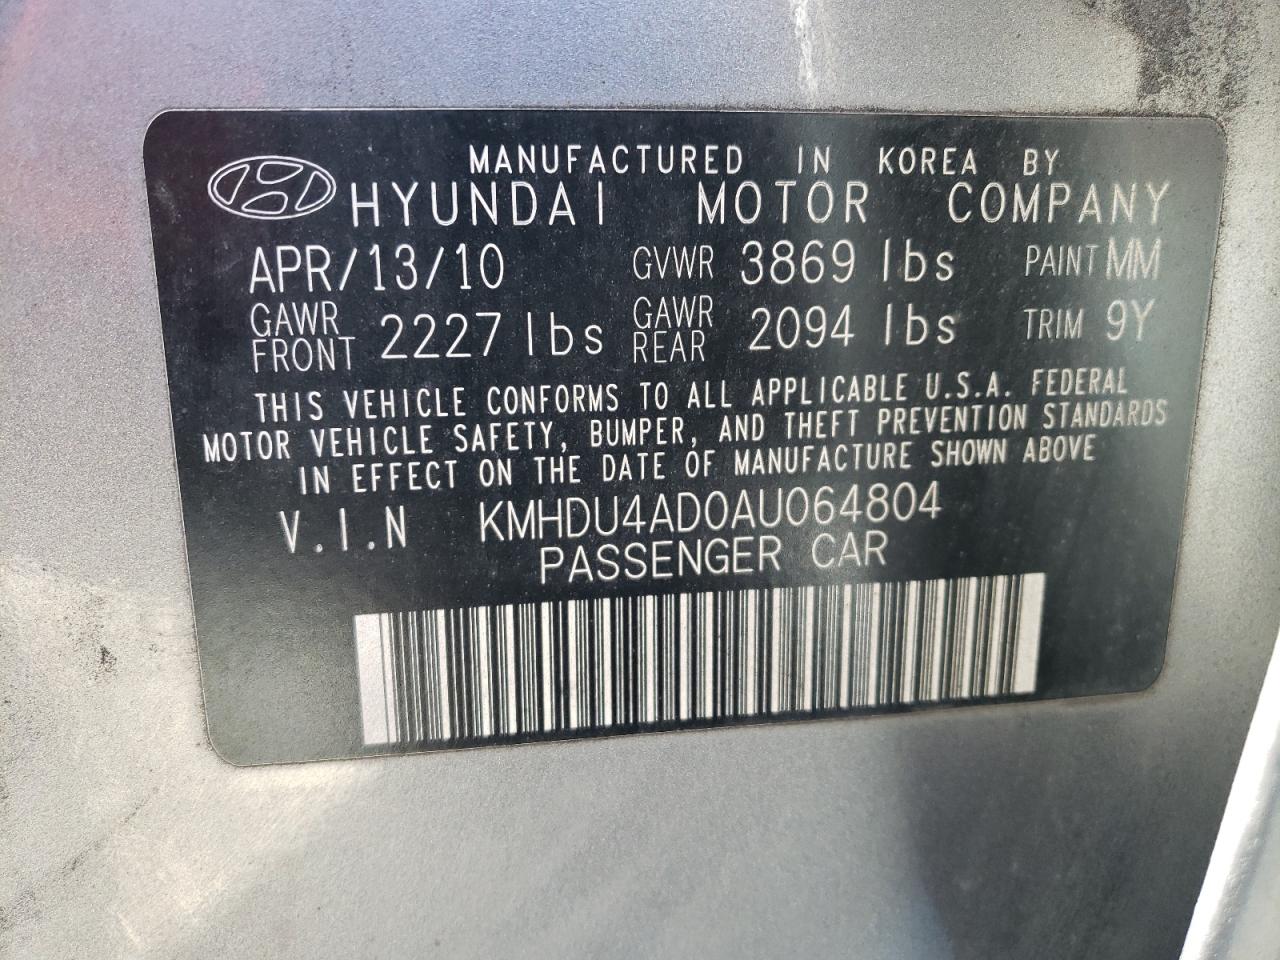 MANUFACTURED IN KOREA BY
HYUNDAI MOTOR COMPANY
APR/13/10 GVWR 3869 lbs PAINT MM
GAWR FRONT 2227 lbs GAWR REAR 2094 lbs TRIM 9Y
THIS VEHICLE CONFORMS TO ALL APPLICABLE U.S.A. FEDERAL
MOTOR VEHICLE SAFETY, BUMPER, AND THEFT PREVENTION STANDARDS
IN EFFECT ON THE DATE OF MANUFACTURE SHOWN ABOVE
V.I.N KMHDU4AD0AU064804
PASSENGER CAR